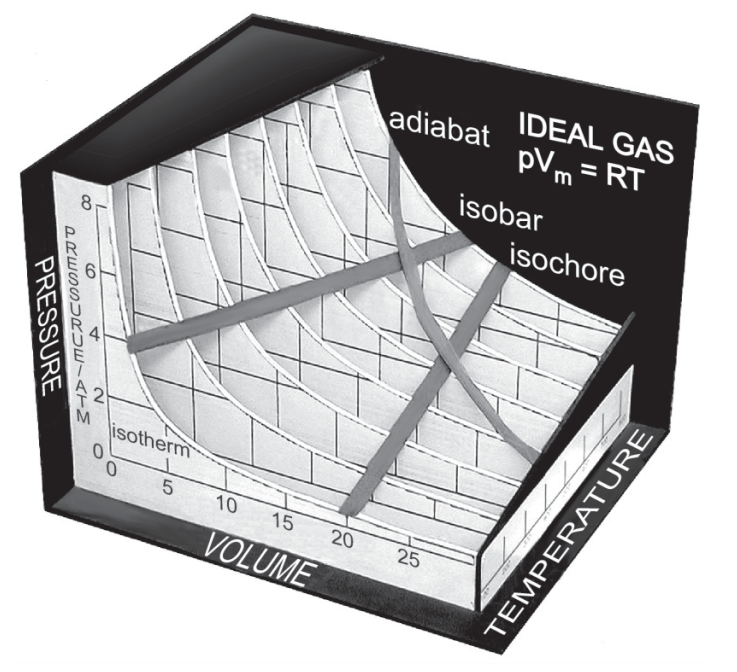 adiabat
IDEAL GAS
pVm = RT
isobar
isochore
PRESSURE
PRESSURUE/ATM
8
6
4
2
0
isotherm
0
5
10
15
20
25
VOLUME
TEMPERATURE